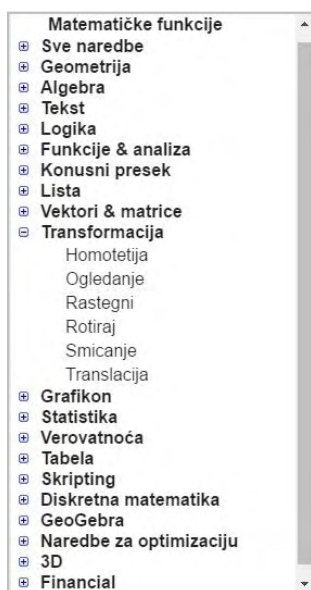 Matematičke funkcije
Sve naredbe
Geometrija
Algebra
Tekst
Logika
Funkcije & analiza
Konusni presek
Lista
Vektori & matrice
Transformacija
Homotetija
Ogledanje
Rastegni
Rotiraj
Smicanje
Translacija
Grafikon
Statistika
Verovatnoća
Tabela
Skripting
Diskretna matematika
GeoGebra
Naredbe za optimizaciju
3D
Financial